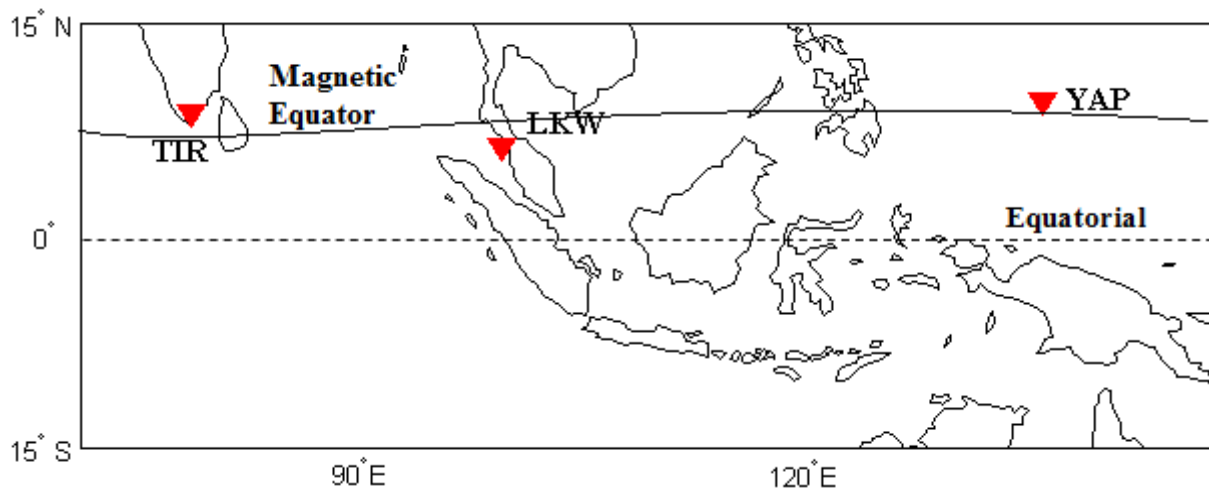 15° N
Magnetic
Equator
YAP
LKW
TIR
Equatorial
0°
15° S
90°E
120°E